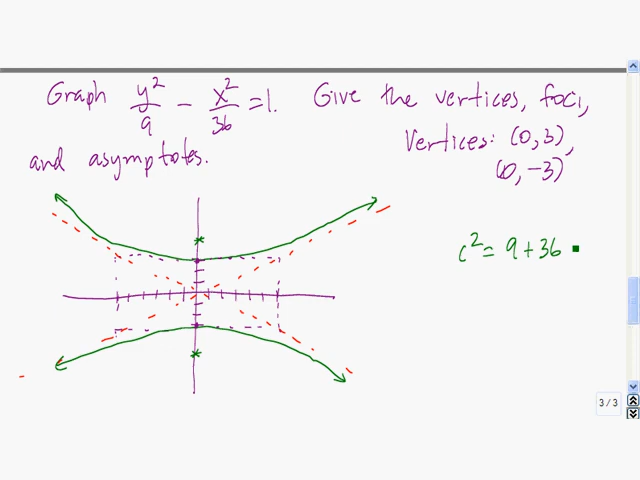 Graph y²/9 - x²/36 = 1. Give the vertices, foci,
and asymptotes.
Vertices: (0, 3),
(0, -3)
c² = 9 + 36
3 / 3